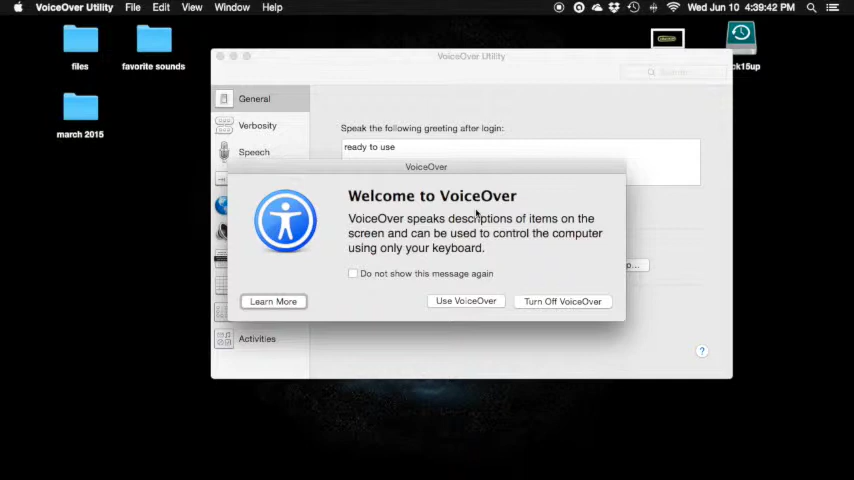 VoiceOver Utility File Edit View Window Help Wed Jun 10 4:39:42 PM
files
favorite sounds
march 2015
VoiceOver Utility
Search
General
Verbosity
Speech
Activities
Speak the following greeting after login:
ready to use
VoiceOver
Welcome to VoiceOver
VoiceOver speaks descriptions of items on the
screen and can be used to control the computer
using only your keyboard.
Do not show this message again
Learn More
Use VoiceOver
Turn Off VoiceOver
?